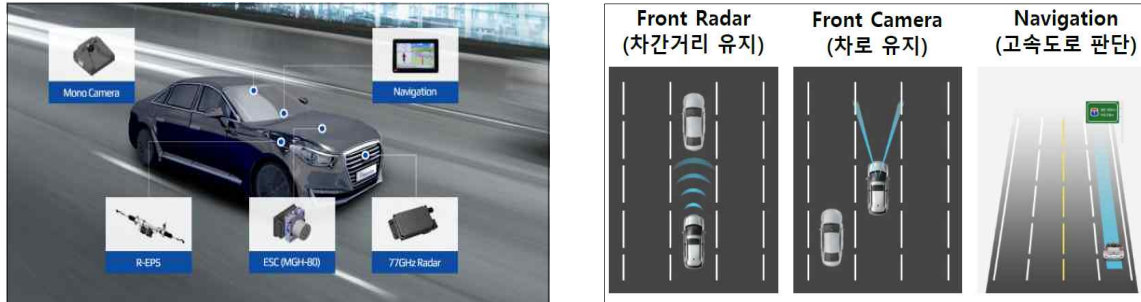 Mono Camera
Navigation
R-EPS
ESC (MGH-80)
77GHz Radar
Front Radar
(차간거리 유지)
Front Camera
(차로 유지)
Navigation
(고속도로 판단)